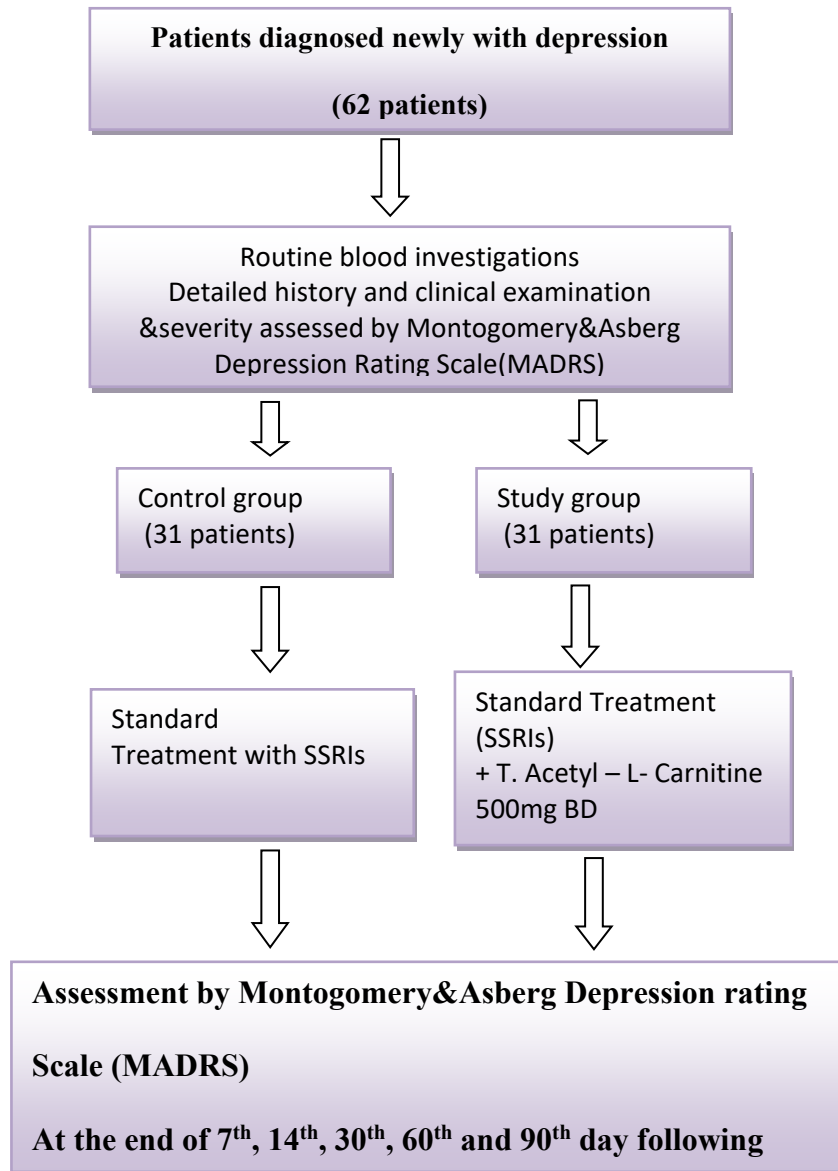 Patients diagnosed newly with depression
(62 patients)
Routine blood investigations
Detailed history and clinical examination
&severity assessed by Montogomery&Asberg
Depression Rating Scale(MADRS)
Control group
(31 patients)
Study group
(31 patients)
Standard
Treatment with SSRIs
Standard Treatment
(SSRIs)
+ T. Acetyl – L- Carnitine
500mg BD
Assessment by Montogomery&Asberg Depression rating
Scale (MADRS)
At the end of 7th, 14th, 30th, 60th and 90th day following